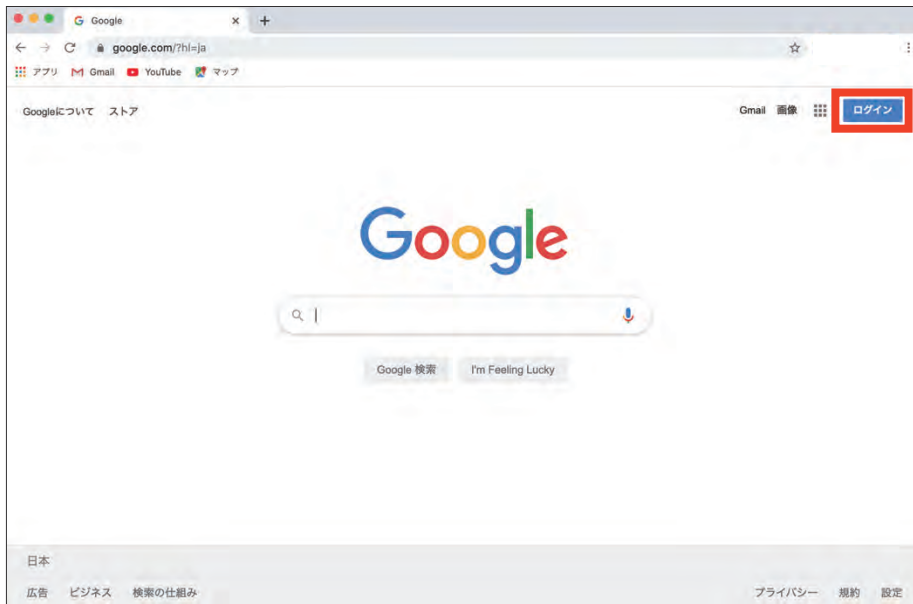 Google
google.com/?hl=ja
アプリ Gmail YouTube マップ
Googleについて ストア Gmail 画像 ログイン
Google
Google 検索 I'm Feeling Lucky
日本
広告 ビジネス 検索の仕組み プライバシー 規約 設定